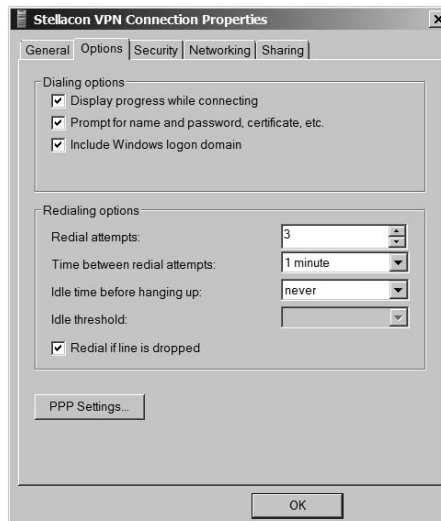 Stellacon VPN Connection Properties
General Options Security Networking Sharing
Dialing options
Display progress while connecting
Prompt for name and password, certificate, etc.
Include Windows logon domain
Redialing options
Redial attempts: 3
Time between redial attempts: 1 minute
Idle time before hanging up: never
Idle threshold:
Redial if line is dropped
PPP Settings...
OK